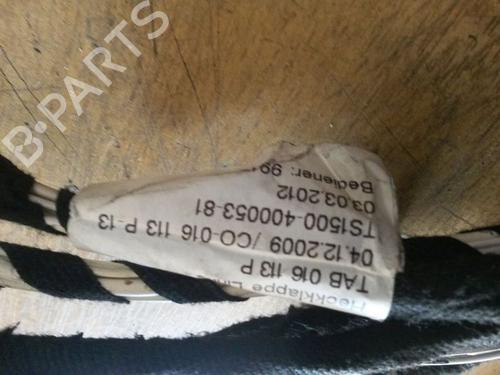 B-PARTS
Heckklappe
TAB 016 113 P
04.12.2009 /CO-016 113 P-13
TS1500-400053-81
03.03.2012
Bediener: 99